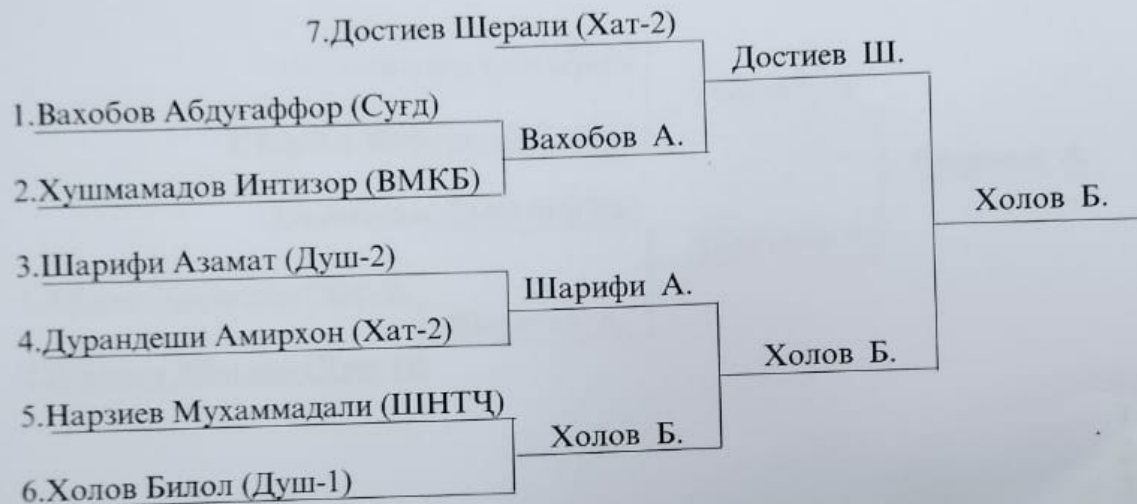 7.Достиев Шерали (Хат-2)
Достиев Ш.
1.Вахобов Абдуғаффор (Суғд)
Вахобов А.
2.Хушмамадов Интизор (ВМКБ)
Холов Б.
3.Шарифи Азамат (Душ-2)
Шарифи А.
4.Дурандеши Амирхон (Хат-2)
Холов Б.
5.Нарзиев Мухаммадали (ШНТҶ)
Холов Б.
6.Холов Билол (Душ-1)